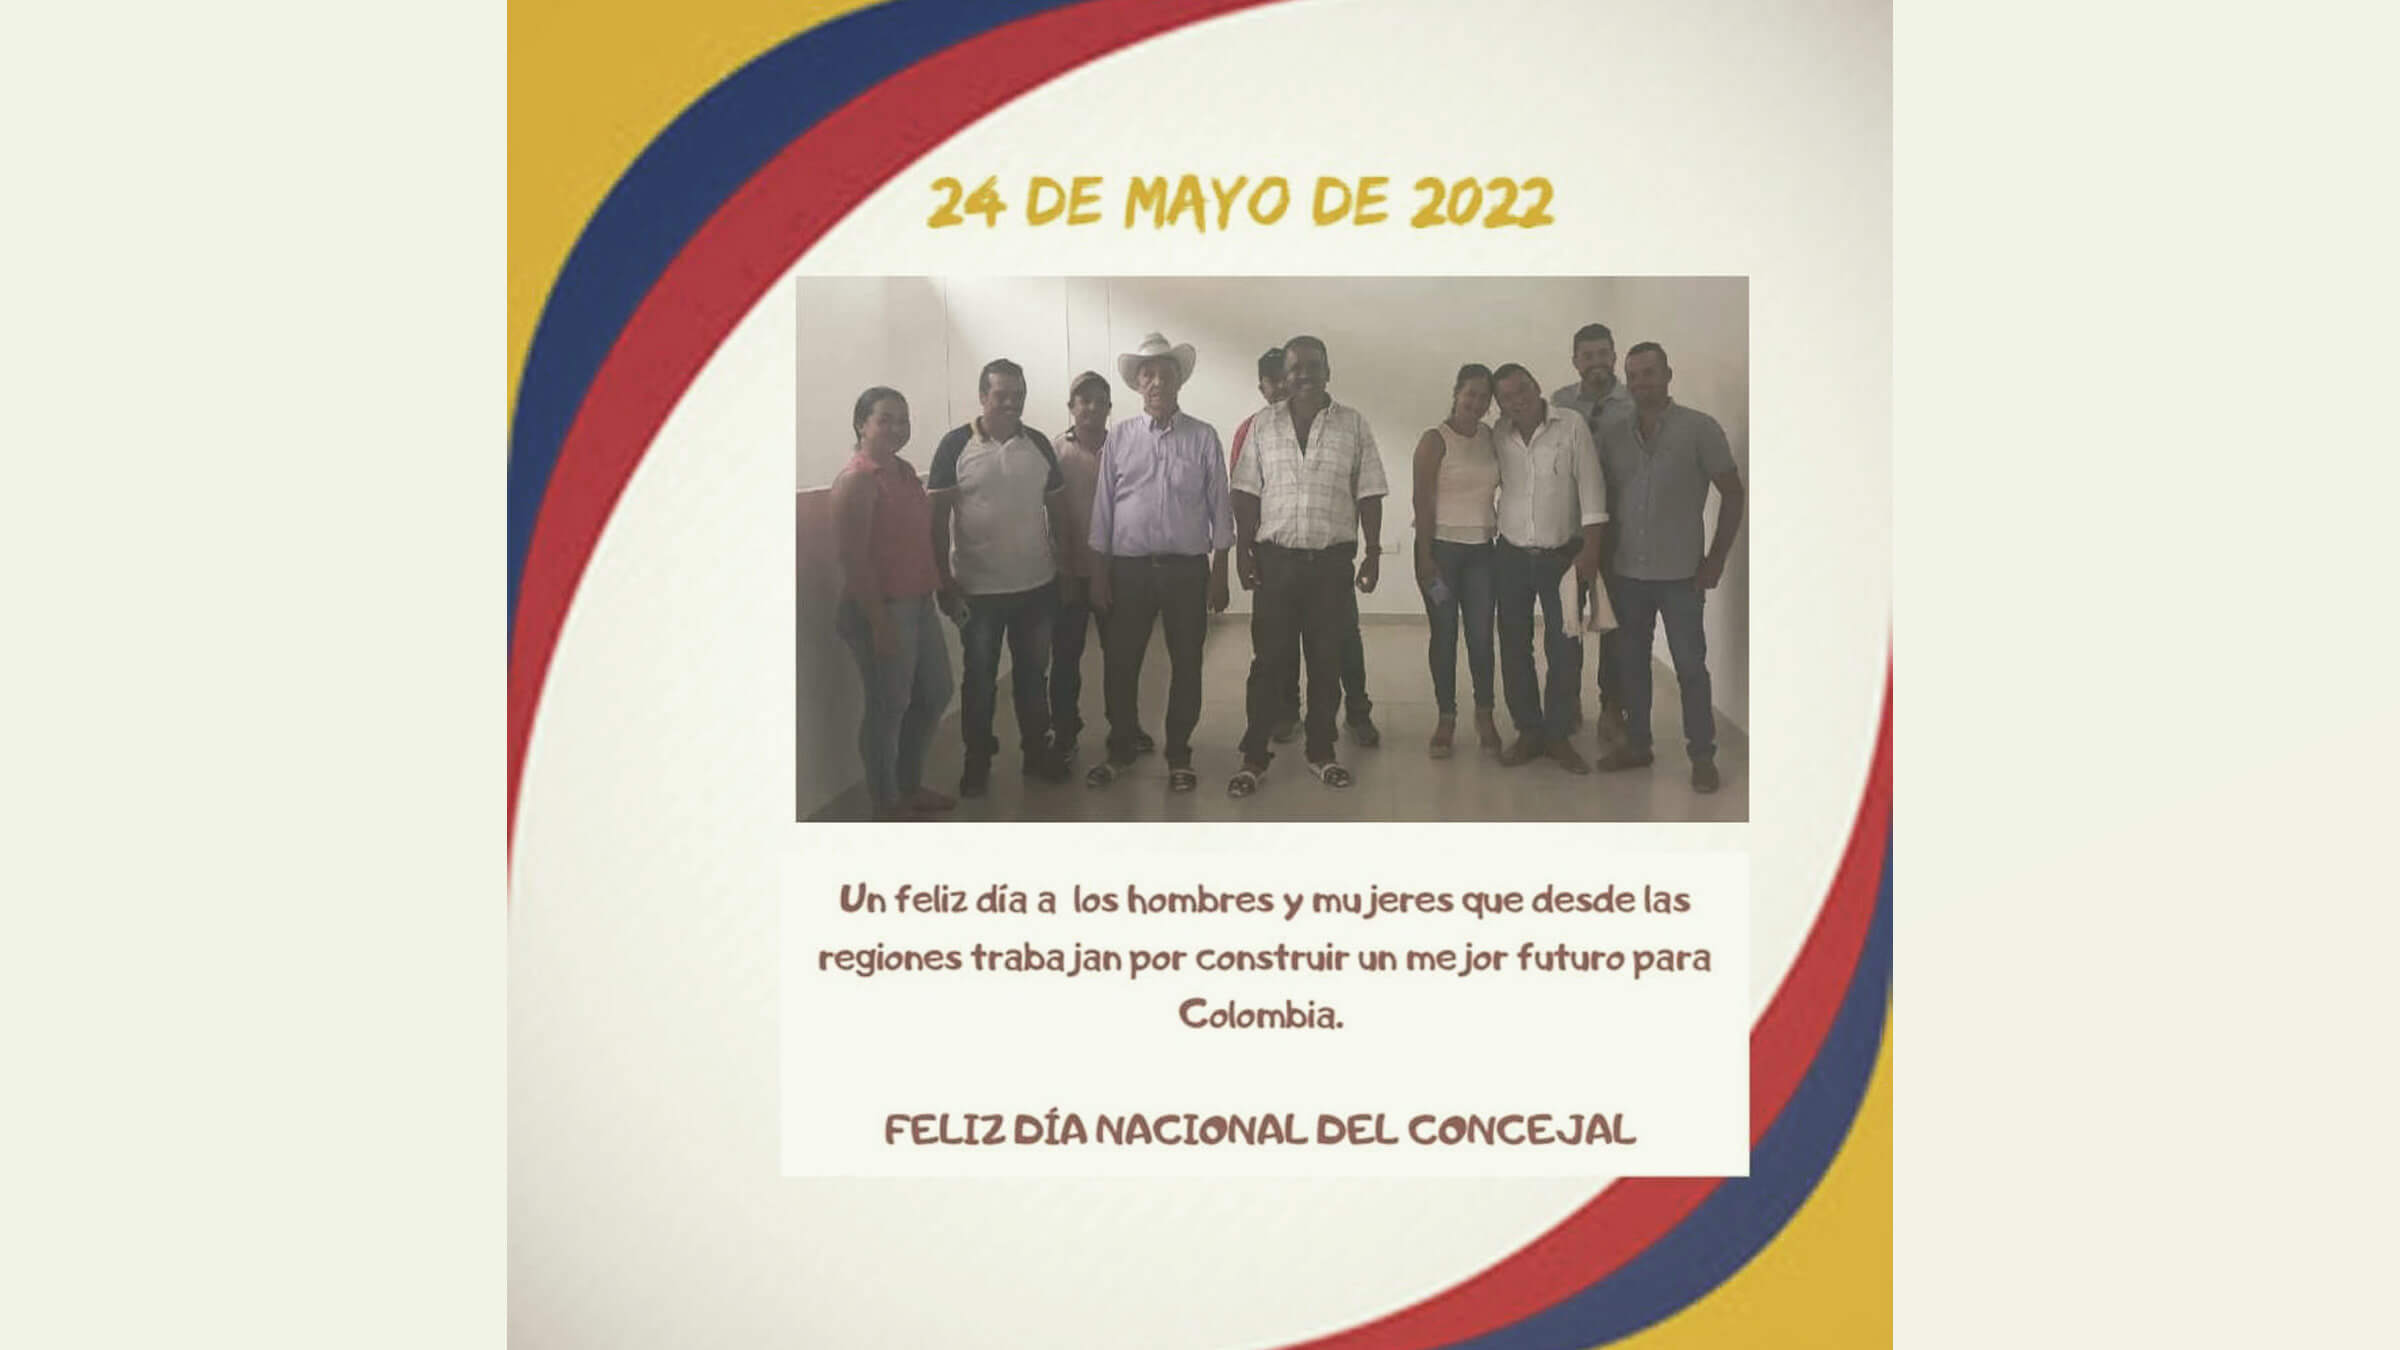 24 DE MAYO DE 2022
Un feliz día a los hombres y mujeres que desde las
regiones trabajan por construir un mejor futuro para
Colombia.
FELIZ DÍA NACIONAL DEL CONCEJAL